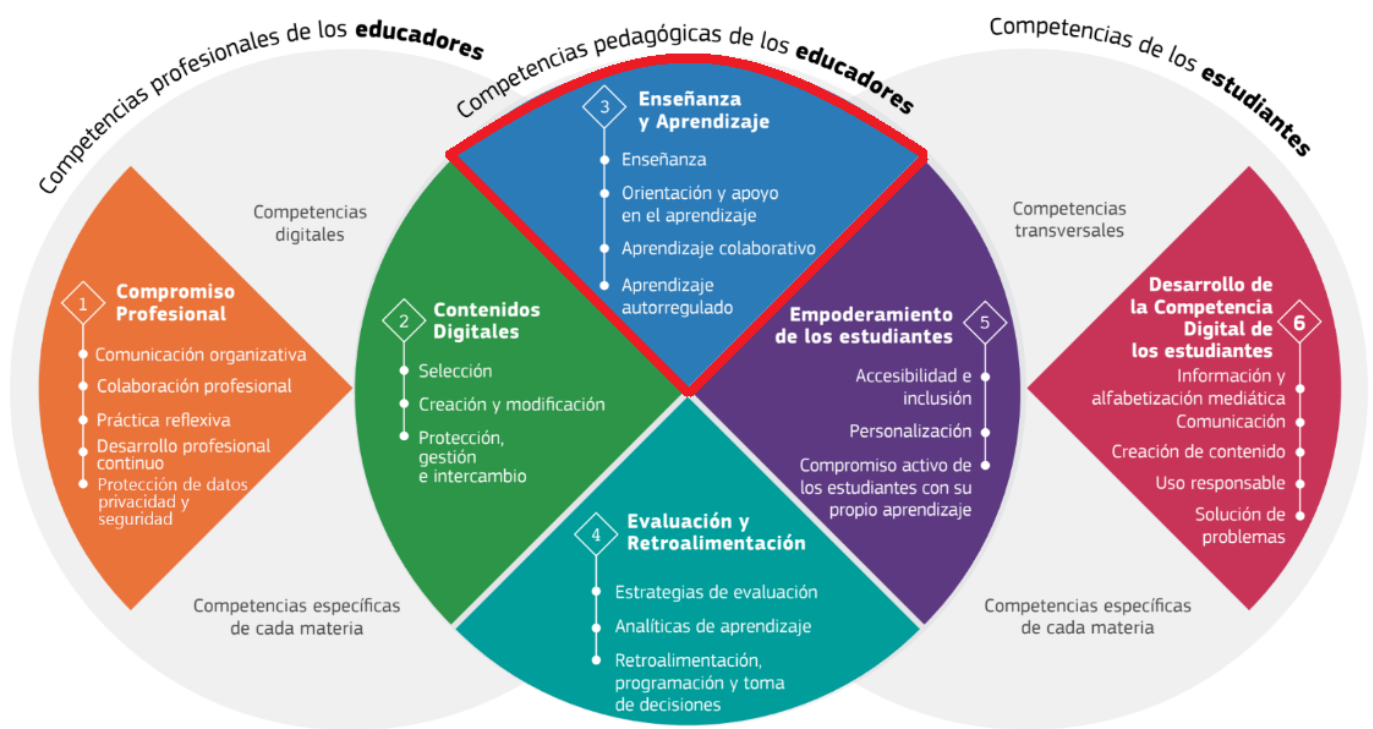 Competencias profesionales de los educadores
Competencias pedagógicas de los educadores
Competencias de los estudiantes
Competencias
digitales
Competencias
transversales
1
Compromiso
Profesional
Comunicación organizativa
Colaboración profesional
Práctica reflexiva
Desarrollo profesional
continuo
Protección de datos
privacidad y
seguridad
2
Contenidos
Digitales
Selección
Creación y modificación
Protección,
gestión
e intercambio
3
Enseñanza
y Aprendizaje
Enseñanza
Orientación y apoyo
en el aprendizaje
Aprendizaje colaborativo
Aprendizaje
autorregulado
4
Evaluación y
Retroalimentación
Estrategias de evaluación
Analíticas de aprendizaje
Retroalimentación,
programación y toma
de decisiones
5
Empoderamiento
de los estudiantes
Accesibilidad e
inclusión
Personalización
Compromiso activo de
los estudiantes con su
propio aprendizaje
6
Desarrollo de
la Competencia
Digital de
los estudiantes
Información y
alfabetización mediática
Comunicación
Creación de contenido
Uso responsable
Solución de
problemas
Competencias específicas
de cada materia
Competencias específicas
de cada materia